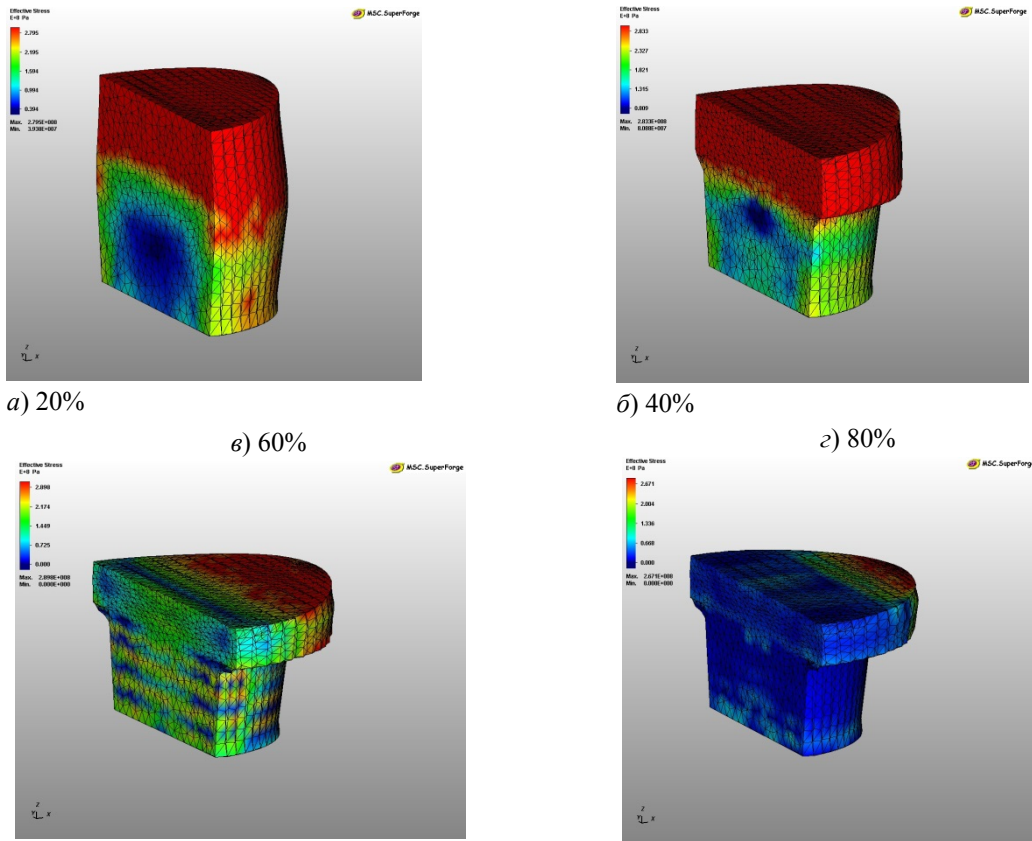 Effective Stress
E+8 Pa
2.795
2.195
1.594
0.994
0.394
Max. 2.795E+008
Min. 3.938E+007
MSC.SuperForge
Z
Y X
а) 20%
Effective Stress
E+8 Pa
2.833
2.327
1.821
1.315
0.809
Max. 2.833E+008
Min. 8.088E+007
MSC.SuperForge
Z
Y X
б) 40%
в) 60%
Effective Stress
E+8 Pa
2.898
2.174
1.449
0.725
0.000
Max. 2.898E+008
Min. 0.000E+000
MSC.SuperForge
Z
Y X
г) 80%
Effective Stress
E+8 Pa
2.671
2.004
1.336
0.668
0.000
Max. 2.671E+008
Min. 0.000E+000
MSC.SuperForge
Z
Y X